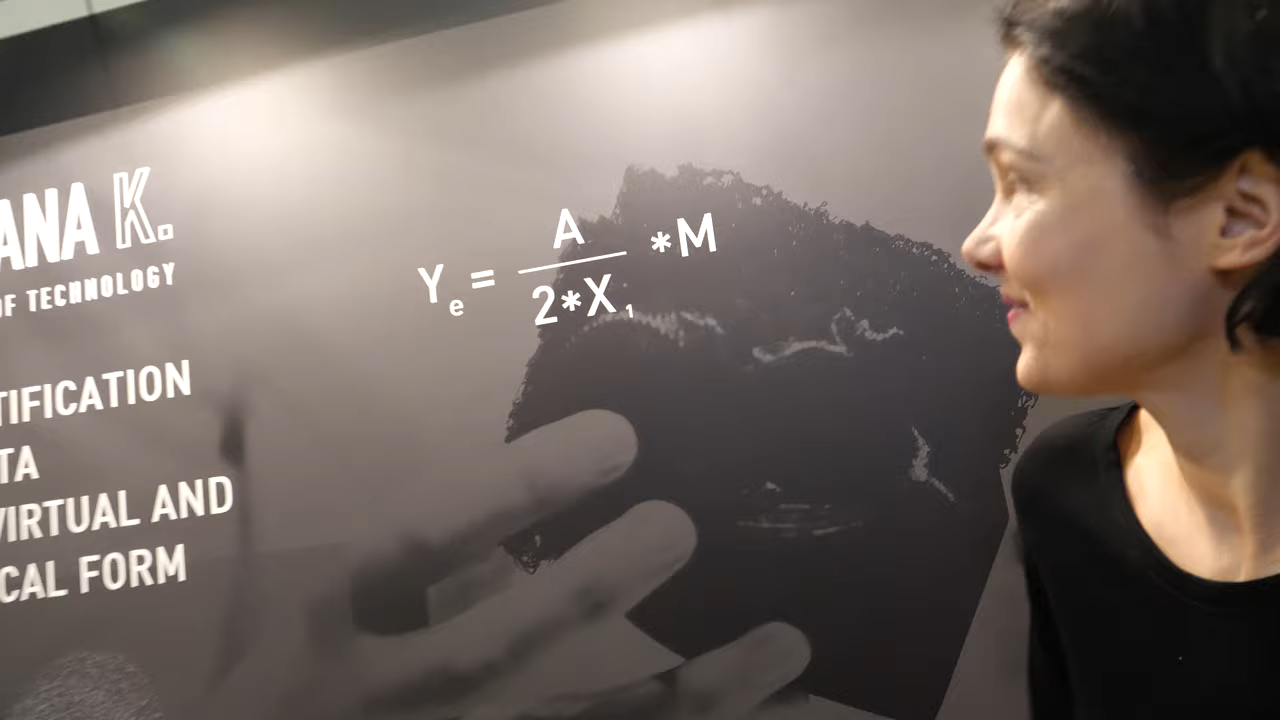 ANA K.
OF TECHNOLOGY
TIFICATION
TA
VIRTUAL AND
CAL FORM
Yₑ = A / 2*X₁ *M